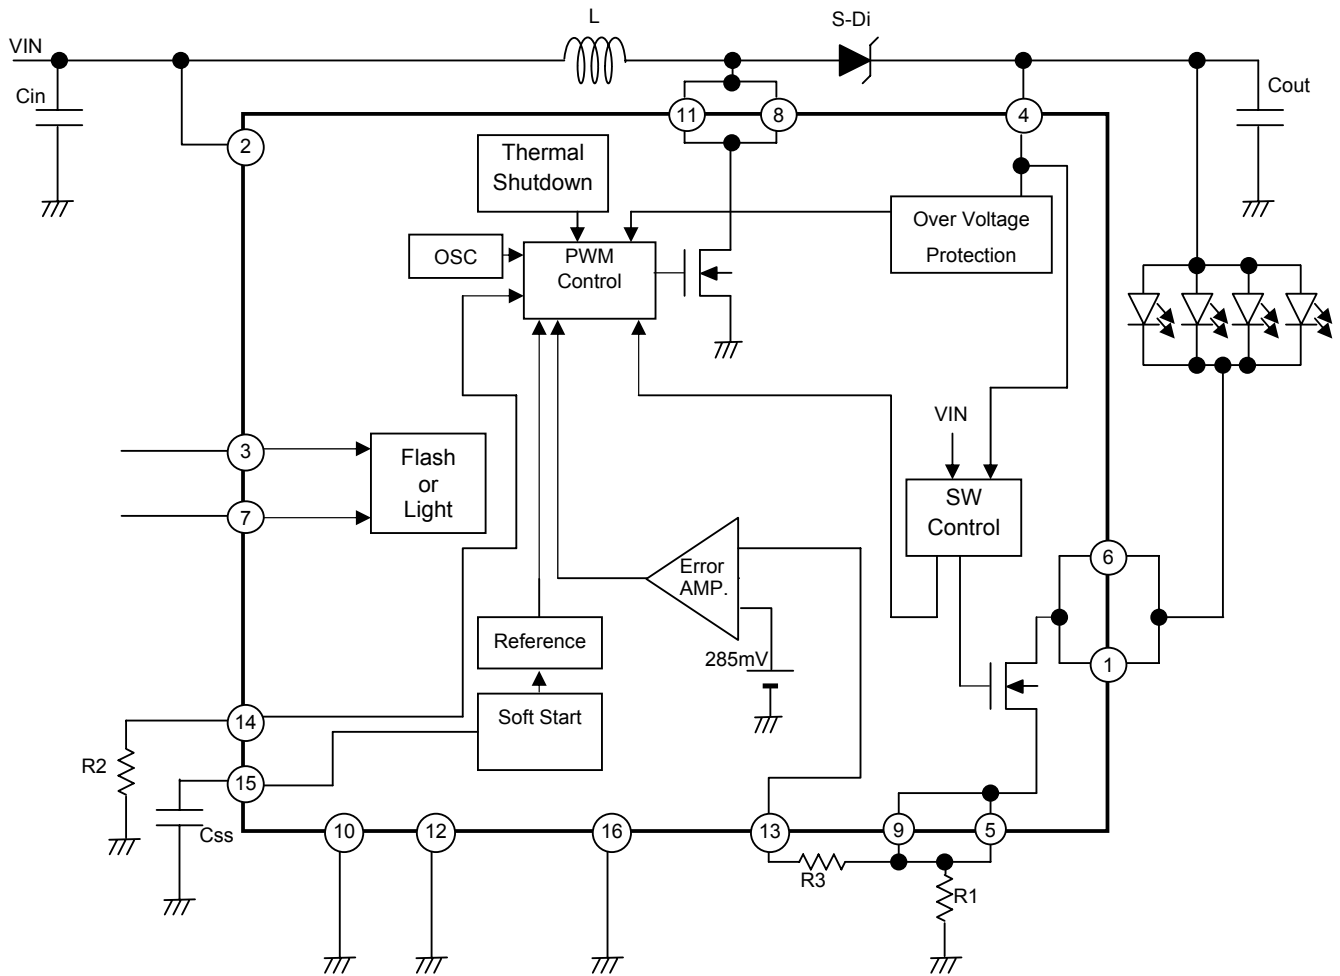 L
S-Di
VIN
Cin
Cout
11
8
4
2
Thermal
Shutdown
Over Voltage
Protection
OSC
PWM
Control
VIN
3
Flash
or
Light
7
SW
Control
6
Error
AMP.
Reference
285mV
1
Soft Start
14
R2
15
Css
10
12
16
13
9
5
R3
R1